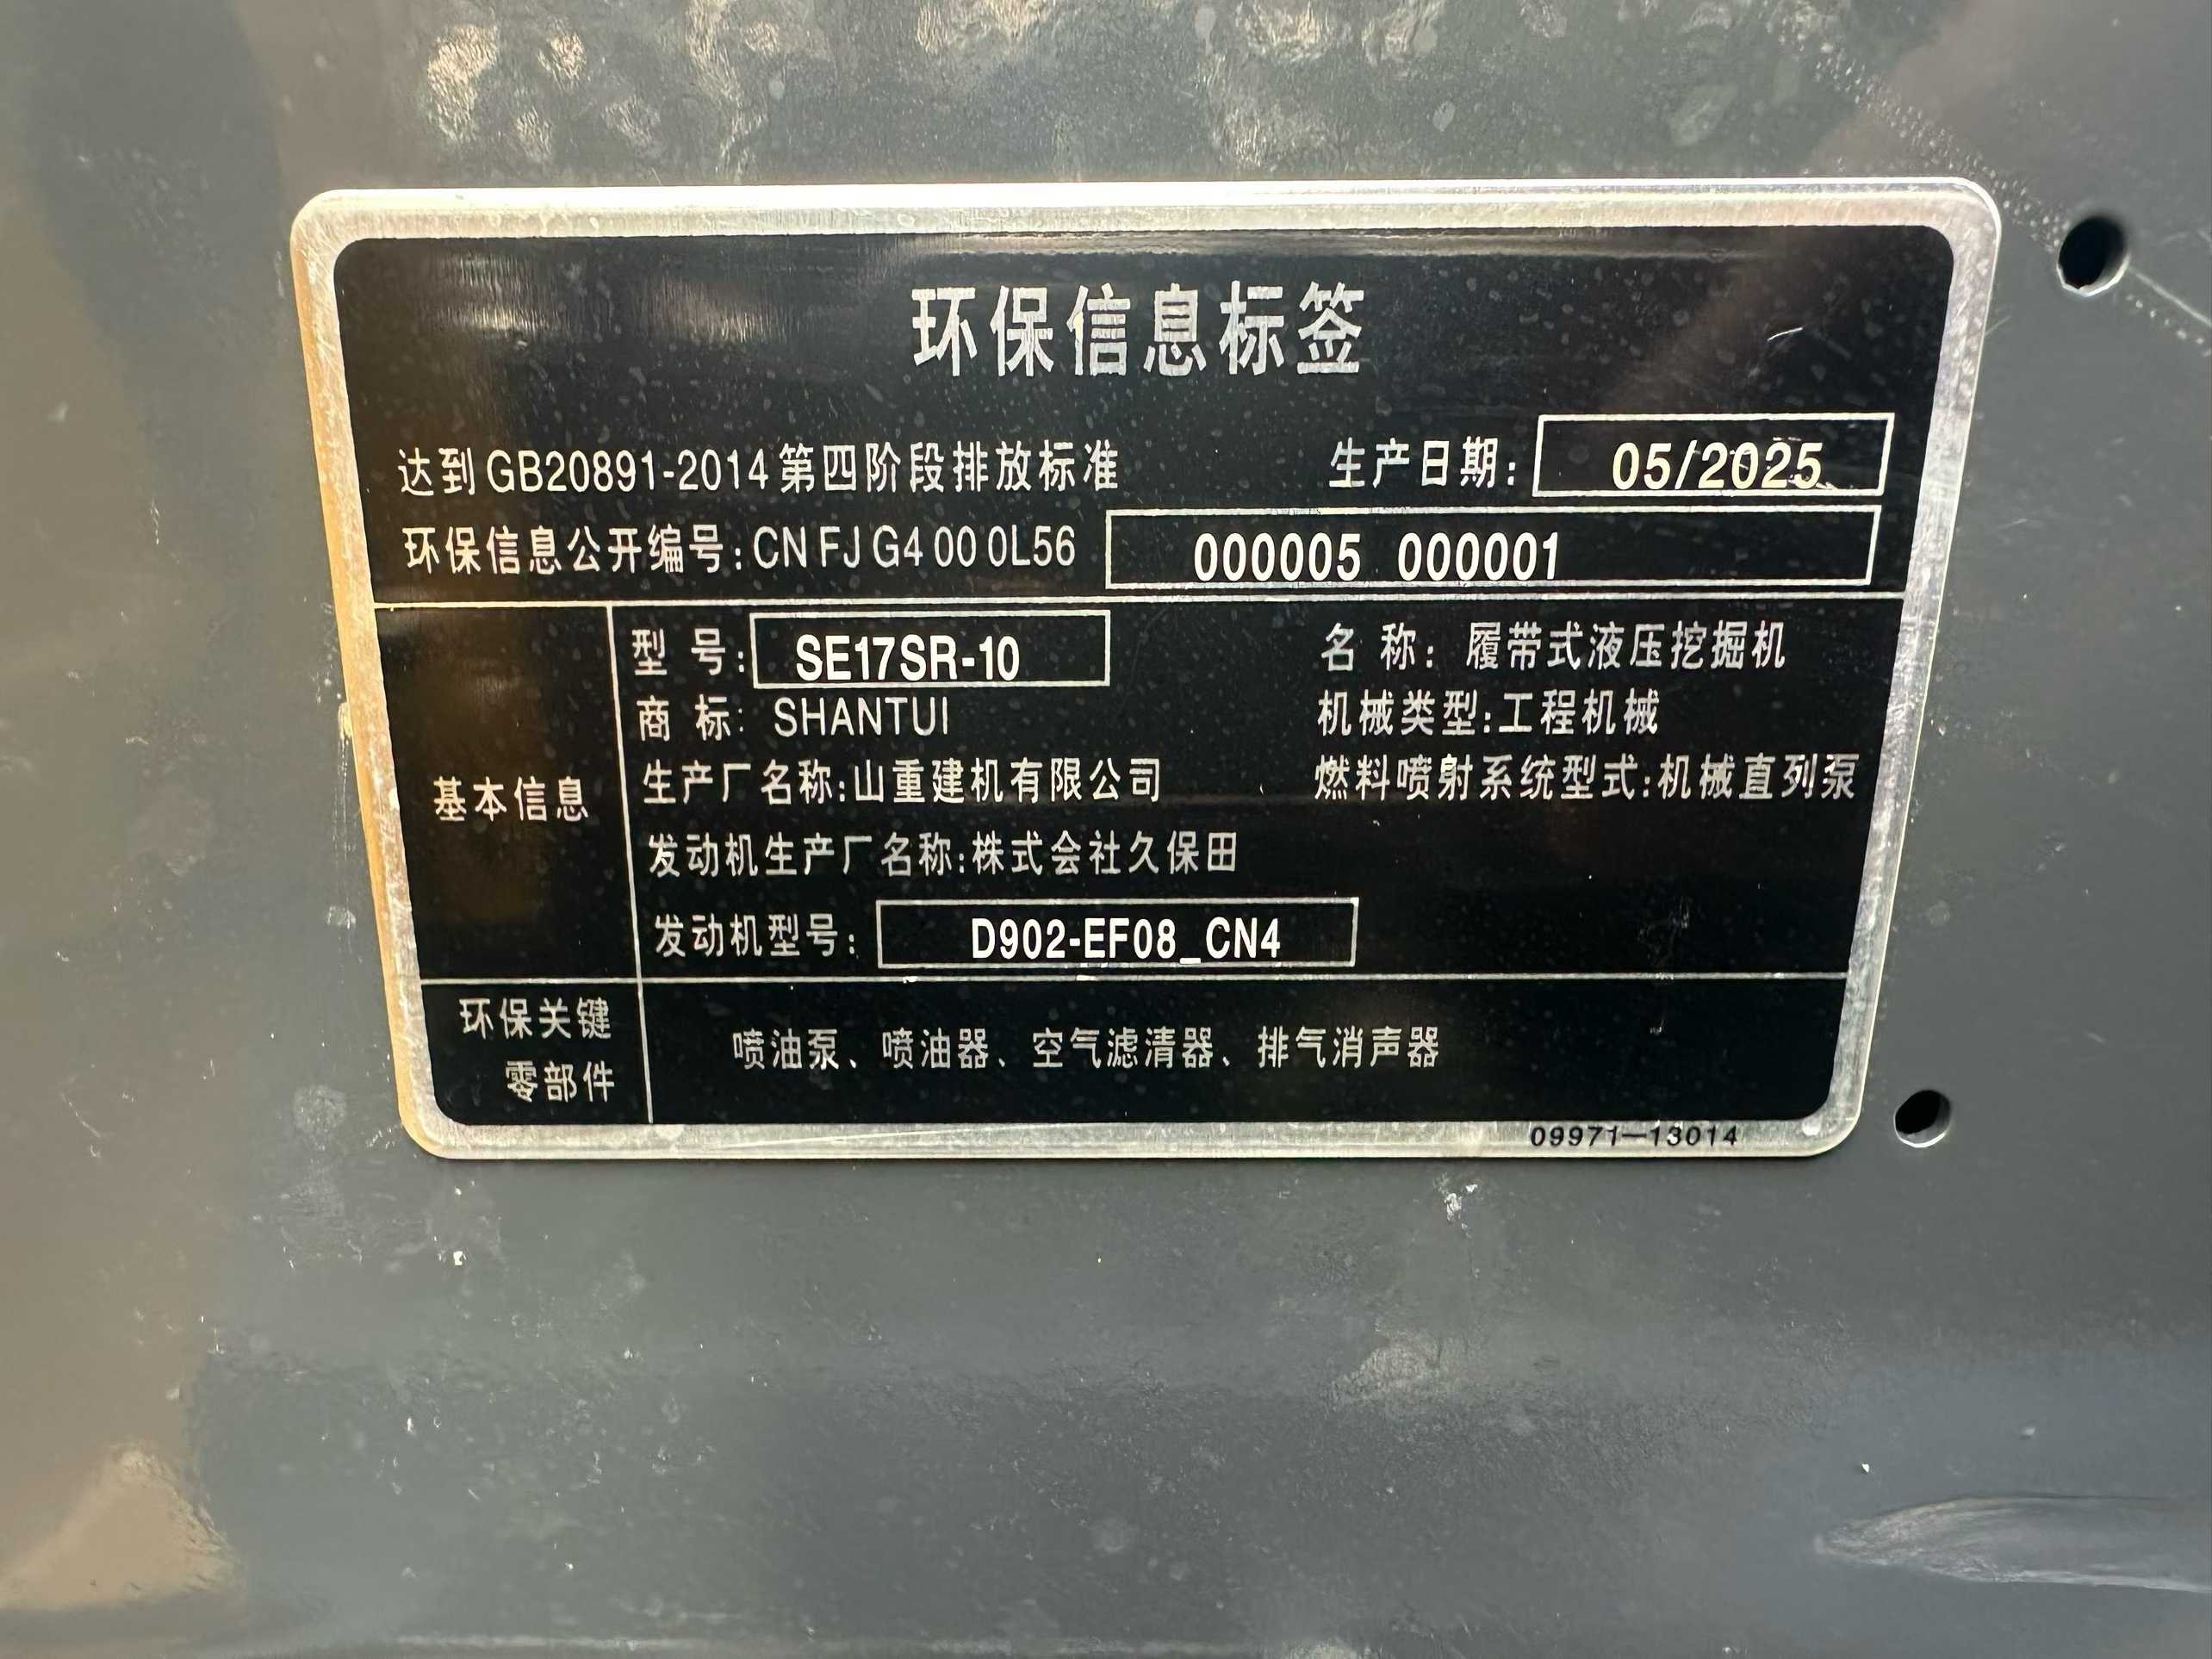 环保信息标签
达到GB20891-2014第四阶段排放标准 生产日期: 05/2025
环保信息公开编号:CN FJ G4 00 0L56 000005 000001
型 号: SE17SR-10 名 称: 履带式液压挖掘机
商 标: SHANTUI 机械类型:工程机械
基本信息 生产厂名称:山重建机有限公司 燃料喷射系统型式:机械直列泵
发动机生产厂名称:株式会社久保田
发动机型号: D902-EF08_CN4
环保关键
零部件
喷油泵、喷油器、空气滤清器、排气消声器
09971-13014